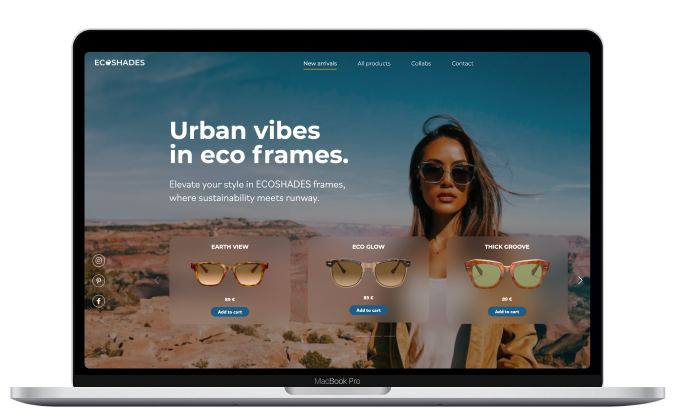 ECOSHADES
New arrivals
All products
Collabs
Contact
Urban vibes
in eco frames.
Elevate your style in ECOSHADES frames,
where sustainability meets runway.
EARTH VIEW
ECO GLOW
THICK GROOVE
89 €
89 €
89 €
Add to cart
Add to cart
Add to cart
MacBook Pro